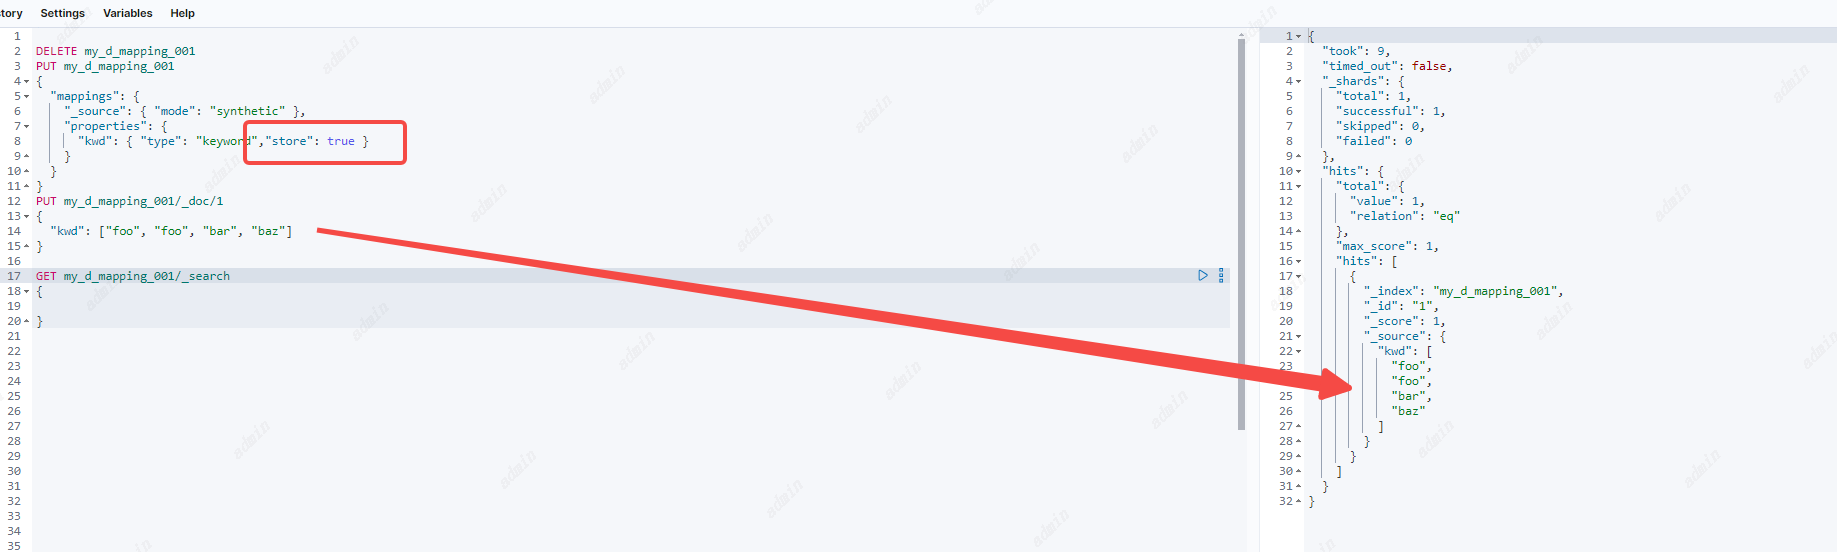 tory Settings Variables Help
1
2 DELETE my_d_mapping_001
3 PUT my_d_mapping_001
4 {
5 "mappings": {
6 "_source": { "mode": "synthetic" },
7 "properties": {
8 "kwd": { "type": "keyword","store": true }
9 }
10 }
11 }
12 PUT my_d_mapping_001/_doc/1
13 {
14 "kwd": ["foo", "foo", "bar", "baz"]
15 }
16
17 GET my_d_mapping_001/_search
18 {
19
20 }
21
22
23
24
25
26
27
28
29
30
31
32
33
34
35
1 {
2 "took": 9,
3 "timed_out": false,
4 "_shards": {
5 "total": 1,
6 "successful": 1,
7 "skipped": 0,
8 "failed": 0
9 },
10 "hits": {
11 "total": {
12 "value": 1,
13 "relation": "eq"
14 },
15 "max_score": 1,
16 "hits": [
17 {
18 "_index": "my_d_mapping_001",
19 "_id": "1",
20 "_score": 1,
21 "_source": {
22 "kwd": [
23 "foo",
"foo",
25 "bar",
26 "baz"
27 ]
28 }
29 }
30 ]
31 }
32 }
admin